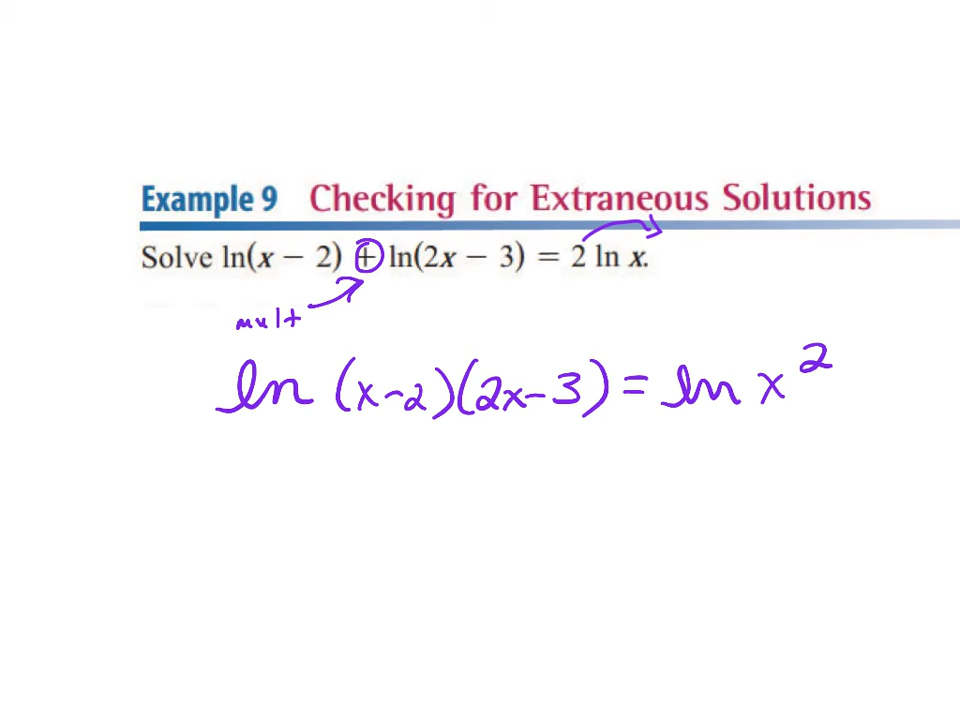 Example 9 Checking for Extraneous Solutions
Solve ln(x − 2) + ln(2x − 3) = 2 ln x.
mult
ln (x-2)(2x-3) = ln x²